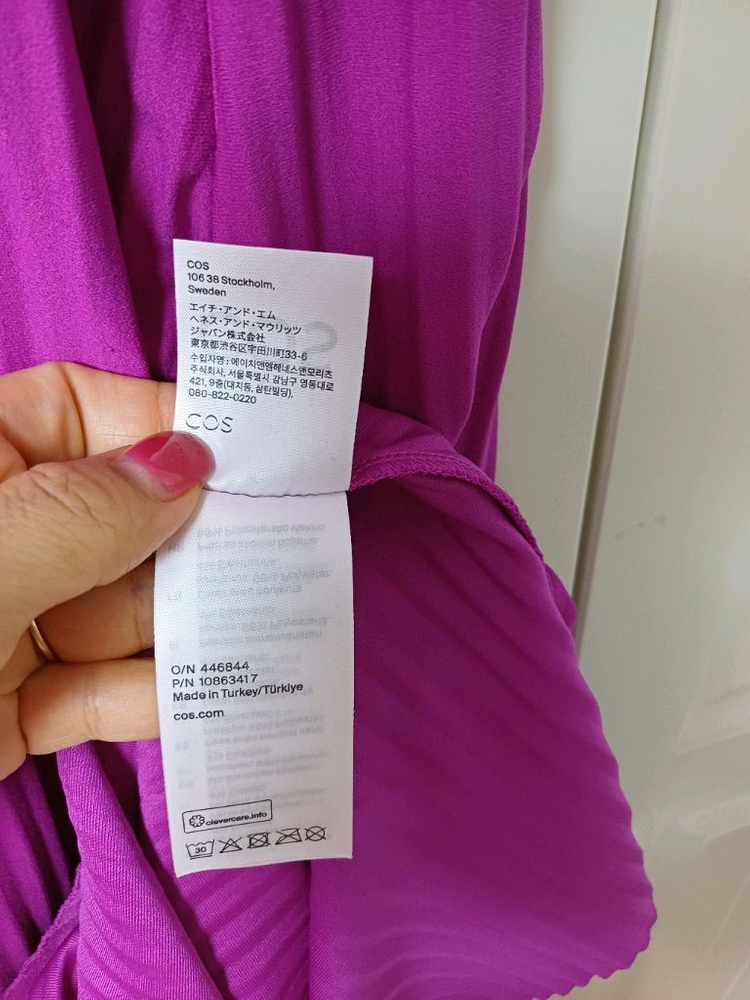 COS
106 38 Stockholm,
Sweden
エイチ・アンド・エム
ヘネス・アンド・マウリッツ
ジャパン株式会社
東京都渋谷区宇田川町33-6
수입자명 : 에이치앤엠헤네스앤모리츠
주식회사, 서울특별시 강남구 영동대로
421, 9층(대치동, 삼탄빌딩),
080-822-0220
COS
O/N 446844
P/N 10863417
Made in Turkey/Türkiye
cos.com
clevercare.info
30